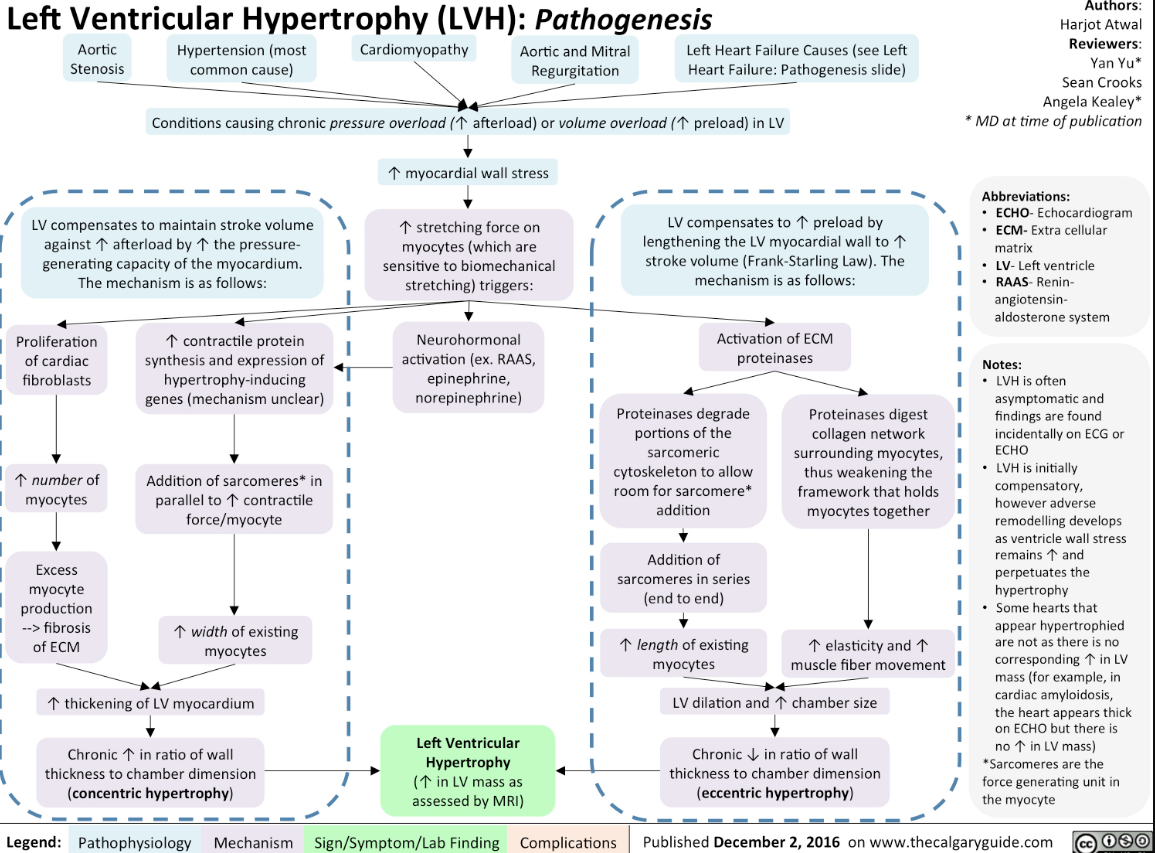 Left Ventricular Hypertrophy (LVH): Pathogenesis
Authors:
Harjot Atwal
Reviewers:
Yan Yu*
Sean Crooks
Angela Kealey*
* MD at time of publication
Aortic
Stenosis
Hypertension (most
common cause)
Cardiomyopathy
Aortic and Mitral
Regurgitation
Left Heart Failure Causes (see Left
Heart Failure: Pathogenesis slide)
Conditions causing chronic pressure overload (↑ afterload) or volume overload (↑ preload) in LV
↑ myocardial wall stress
LV compensates to maintain stroke volume
against ↑ afterload by ↑ the pressure-
generating capacity of the myocardium.
The mechanism is as follows:
↑ stretching force on
myocytes (which are
sensitive to biomechanical
stretching) triggers:
LV compensates to ↑ preload by
lengthening the LV myocardial wall to ↑
stroke volume (Frank-Starling Law). The
mechanism is as follows:
Proliferation
of cardiac
fibroblasts
↑ contractile protein
synthesis and expression of
hypertrophy-inducing
genes (mechanism unclear)
Neurohormonal
activation (ex. RAAS,
epinephrine,
norepinephrine)
Activation of ECM
proteinases
↑ number of
myocytes
Addition of sarcomeres* in
parallel to ↑ contractile
force/myocyte
Proteinases degrade
portions of the
sarcomeric
cytoskeleton to allow
room for sarcomere*
addition
Proteinases digest
collagen network
surrounding myocytes,
thus weakening the
framework that holds
myocytes together
Excess
myocyte
production
--> fibrosis
of ECM
↑ width of existing
myocytes
Addition of
sarcomeres in series
(end to end)
↑ length of existing
myocytes
↑ elasticity and ↑
muscle fiber movement
↑ thickening of LV myocardium
LV dilation and ↑ chamber size
Chronic ↑ in ratio of wall
thickness to chamber dimension
(concentric hypertrophy)
Left Ventricular
Hypertrophy
(↑ in LV mass as
assessed by MRI)
Chronic ↓ in ratio of wall
thickness to chamber dimension
(eccentric hypertrophy)
Abbreviations:
• ECHO- Echocardiogram
• ECM- Extra cellular
matrix
• LV- Left ventricle
• RAAS- Renin-
angiotensin-
aldosterone system
Notes:
• LVH is often
asymptomatic and
findings are found
incidentally on ECG or
ECHO
• LVH is initially
compensatory,
however adverse
remodelling develops
as ventricle wall stress
remains ↑ and
perpetuates the
hypertrophy
• Some hearts that
appear hypertrophied
are not as there is no
corresponding ↑ in LV
mass (for example, in
cardiac amyloidosis,
the heart appears thick
on ECHO but there is
no ↑ in LV mass)
*Sarcomeres are the
force generating unit in
the myocyte
Legend: Pathophysiology Mechanism Sign/Symptom/Lab Finding Complications
Published December 2, 2016 on www.thecalgaryguide.com
cc